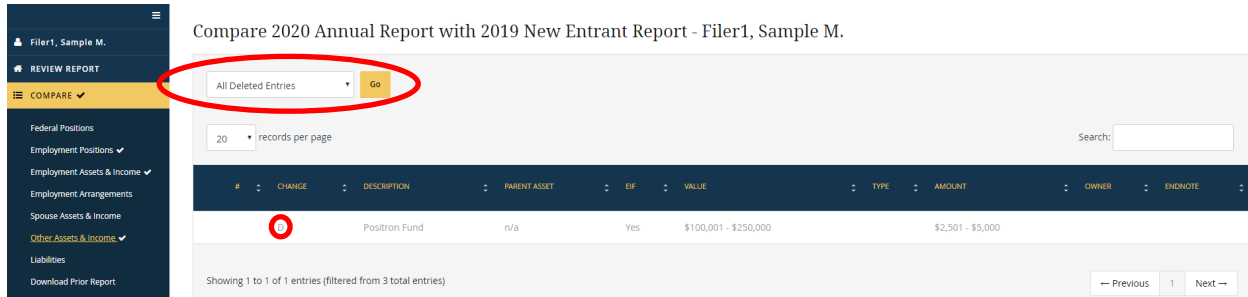 Filer1, Sample M.
REVIEW REPORT
COMPARE
Federal Positions
Employment Positions
Employment Assets & Income
Employment Arrangements
Spouse Assets & Income
Other Assets & Income
Liabilities
Download Prior Report
Compare 2020 Annual Report with 2019 New Entrant Report - Filer1, Sample M.
All Deleted Entries Go
20 records per page Search:
# CHANGE DESCRIPTION PARENT ASSET EIF VALUE TYPE AMOUNT OWNER ENDNOTE
D Positron Fund n/a Yes $100,001 - $250,000 $2,501 - $5,000
Showing 1 to 1 of 1 entries (filtered from 3 total entries) ← Previous 1 Next →